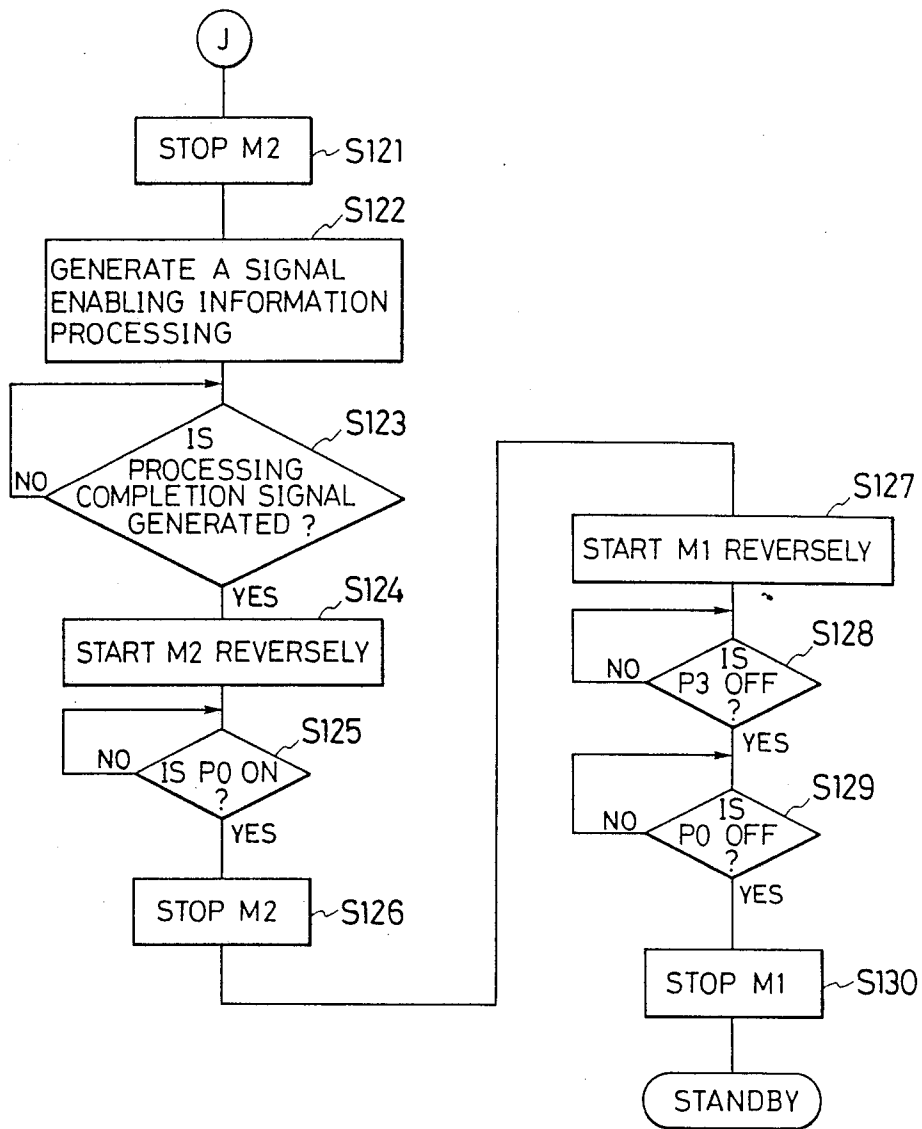 J
STOP M2
S121
S122
GENERATE A SIGNAL
ENABLING INFORMATION
PROCESSING
S123
IS
PROCESSING
COMPLETION SIGNAL
GENERATED ?
NO
YES
S124
START M2 REVERSELY
S125
IS P0 ON
?
NO
YES
STOP M2
S126
S127
START M1 REVERSELY
S128
IS
P3 OFF
?
NO
YES
S129
IS
P0 OFF
?
NO
YES
STOP M1
S130
STANDBY